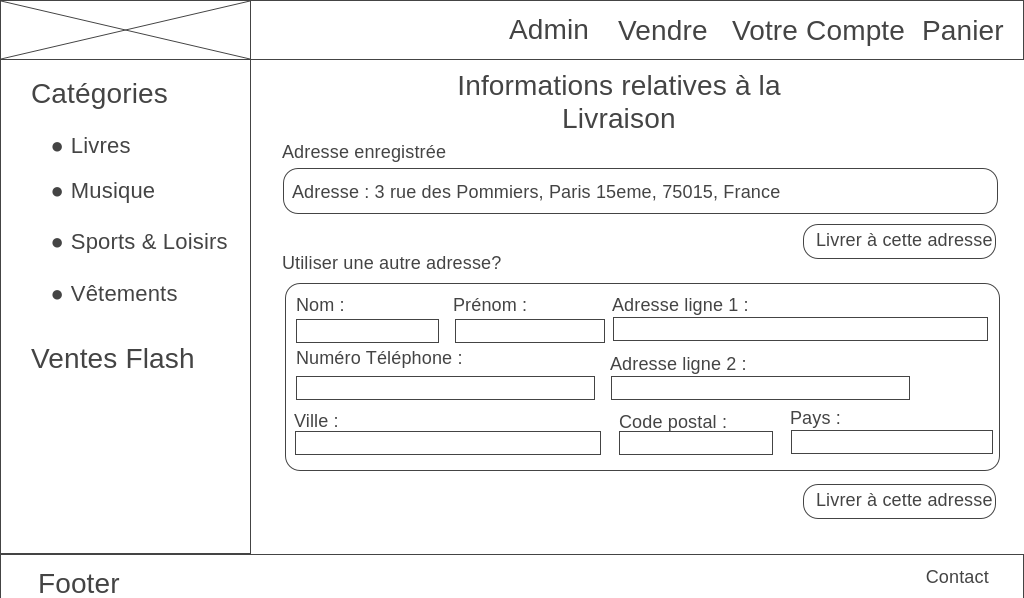 Admin Vendre Votre Compte Panier
Catégories
● Livres
● Musique
● Sports & Loisirs
● Vêtements
Ventes Flash
Informations relatives à la
Livraison
Adresse enregistrée
Adresse : 3 rue des Pommiers, Paris 15eme, 75015, France
Livrer à cette adresse
Utiliser une autre adresse?
Nom : Prénom : Adresse ligne 1 :
Numéro Téléphone : Adresse ligne 2 :
Ville : Code postal : Pays :
Livrer à cette adresse
Footer Contact